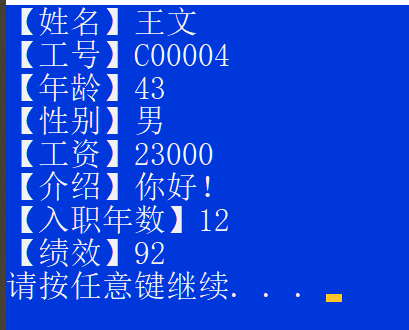 【姓名】王文
【工号】C00004
【年龄】43
【性别】男
【工资】23000
【介绍】你好!
【入职年数】12
【绩效】92
请按任意键继续. . .